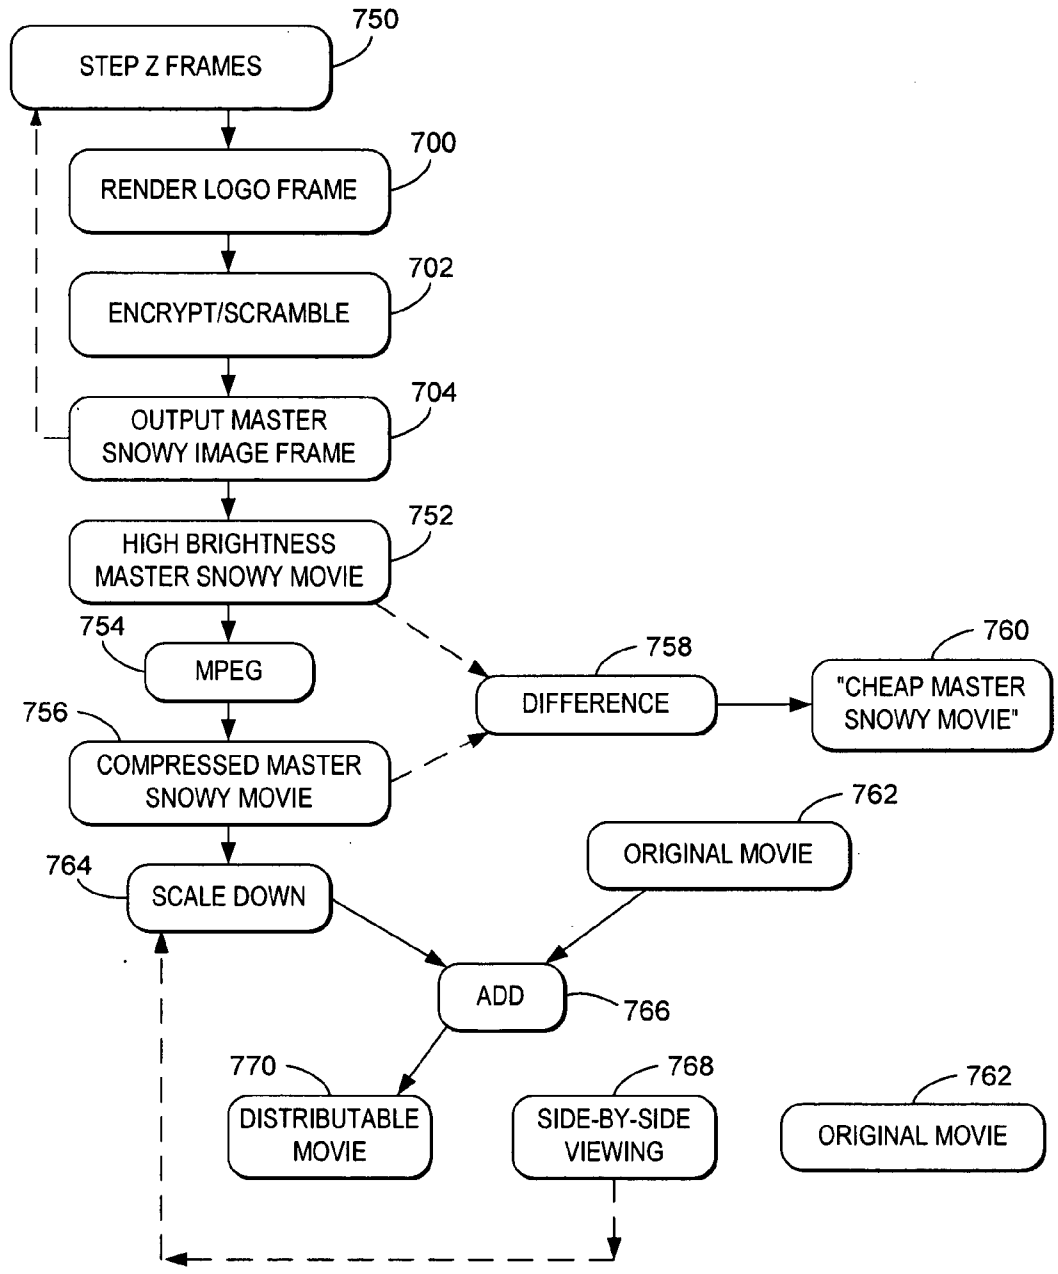 750
STEP Z FRAMES
700
RENDER LOGO FRAME
702
ENCRYPT/SCRAMBLE
704
OUTPUT MASTER
SNOWY IMAGE FRAME
752
HIGH BRIGHTNESS
MASTER SNOWY MOVIE
754
MPEG
758
DIFFERENCE
760
"CHEAP MASTER
SNOWY MOVIE"
756
COMPRESSED MASTER
SNOWY MOVIE
762
ORIGINAL MOVIE
764
SCALE DOWN
ADD
766
770
DISTRIBUTABLE
MOVIE
768
SIDE-BY-SIDE
VIEWING
762
ORIGINAL MOVIE